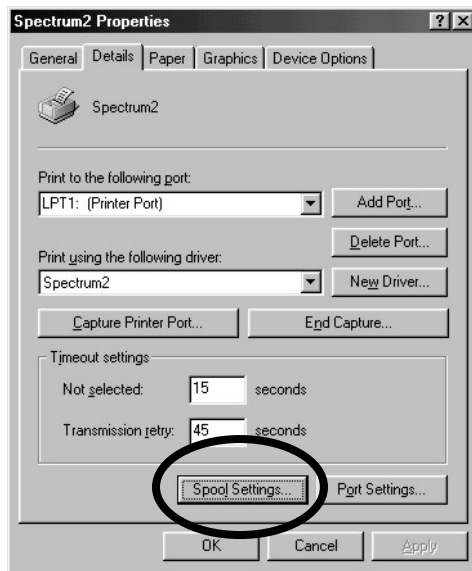 Spectrum2 Properties
General Details Paper Graphics Device Options
Spectrum2
Print to the following port:
LPT1: (Printer Port) Add Port...
Delete Port...
Print using the following driver:
Spectrum2 New Driver...
Capture Printer Port... End Capture...
Timeout settings
Not selected: 15 seconds
Transmission retry: 45 seconds
Spool Settings... Port Settings...
OK Cancel Apply